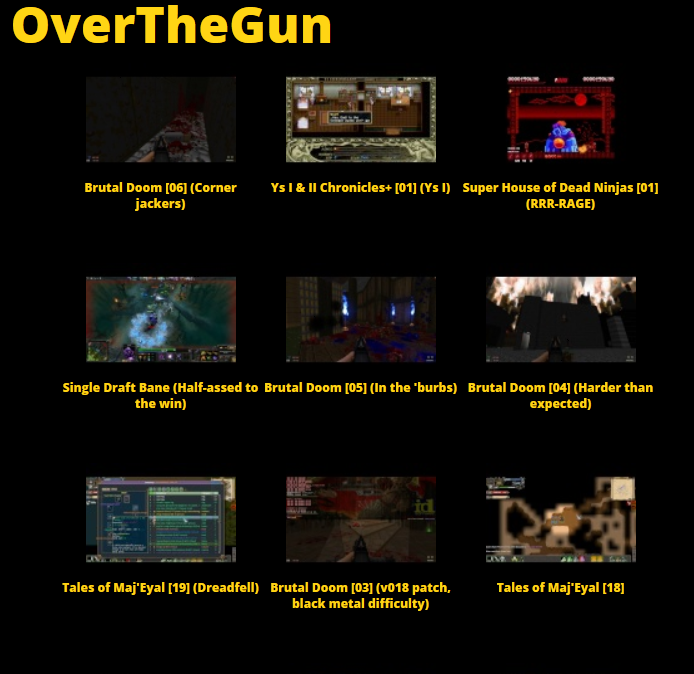 OverTheGun
Brutal Doom [06] (Corner
jackers)
Ys I & II Chronicles+ [01] (Ys I)
Super House of Dead Ninjas [01]
(RRR-RAGE)
Single Draft Bane (Half-assed to
the win)
Brutal Doom [05] (In the 'burbs)
Brutal Doom [04] (Harder than
expected)
Tales of Maj'Eyal [19] (Dreadfell)
Brutal Doom [03] (v018 patch,
black metal difficulty)
Tales of Maj'Eyal [18]